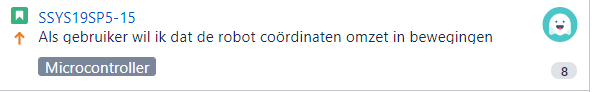 SSYS19SP5-15
Als gebruiker wil ik dat de robot coördinaten omzet in bewegingen
Microcontroller
8